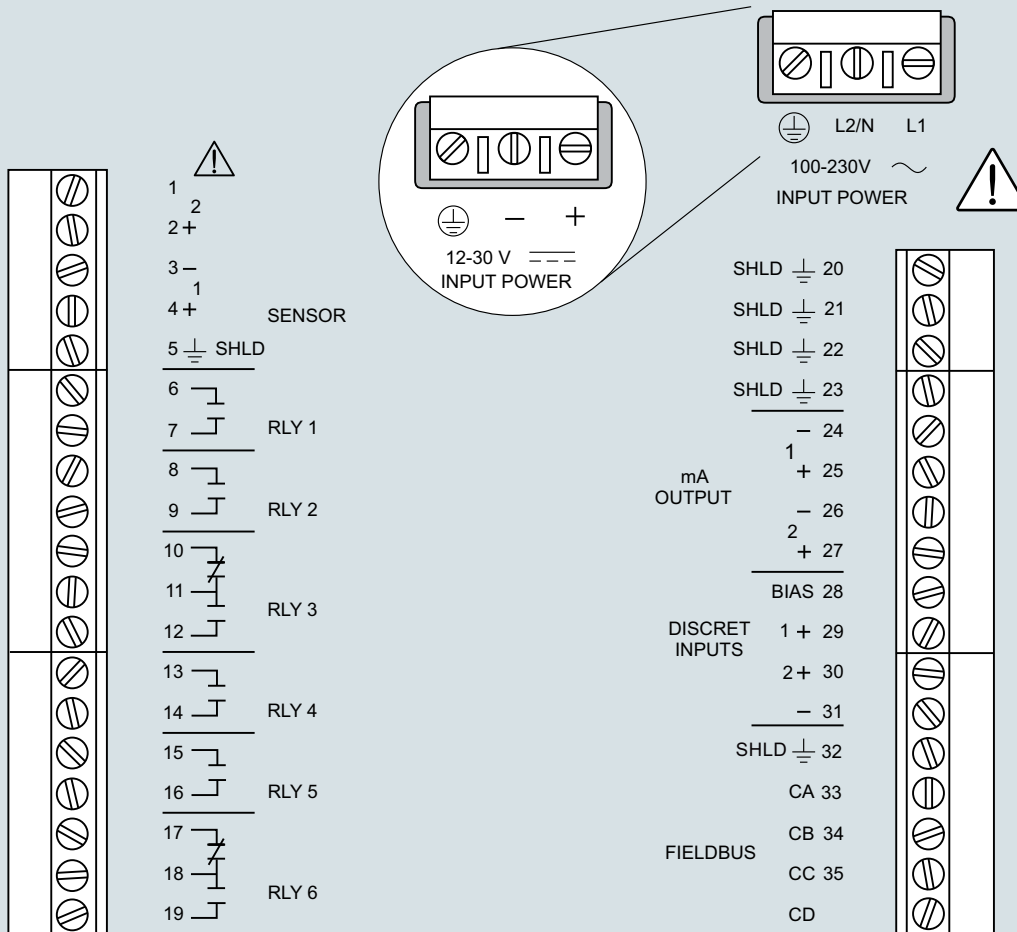 L2/N L1
100-230V
INPUT POWER
− +
12-30 V
INPUT POWER
1
2
2 +
3 −
1
4 +
SENSOR
5 SHLD
6
7
RLY 1
8
9
RLY 2
10
11
12
RLY 3
13
14
RLY 4
15
16
RLY 5
17
18
19
RLY 6
SHLD 20
SHLD 21
SHLD 22
SHLD 23
− 24
1
+ 25
mA
OUTPUT
− 26
2
+ 27
BIAS 28
DISCRET
INPUTS
1 + 29
2 + 30
− 31
SHLD 32
CA 33
CB 34
FIELDBUS
CC 35
CD